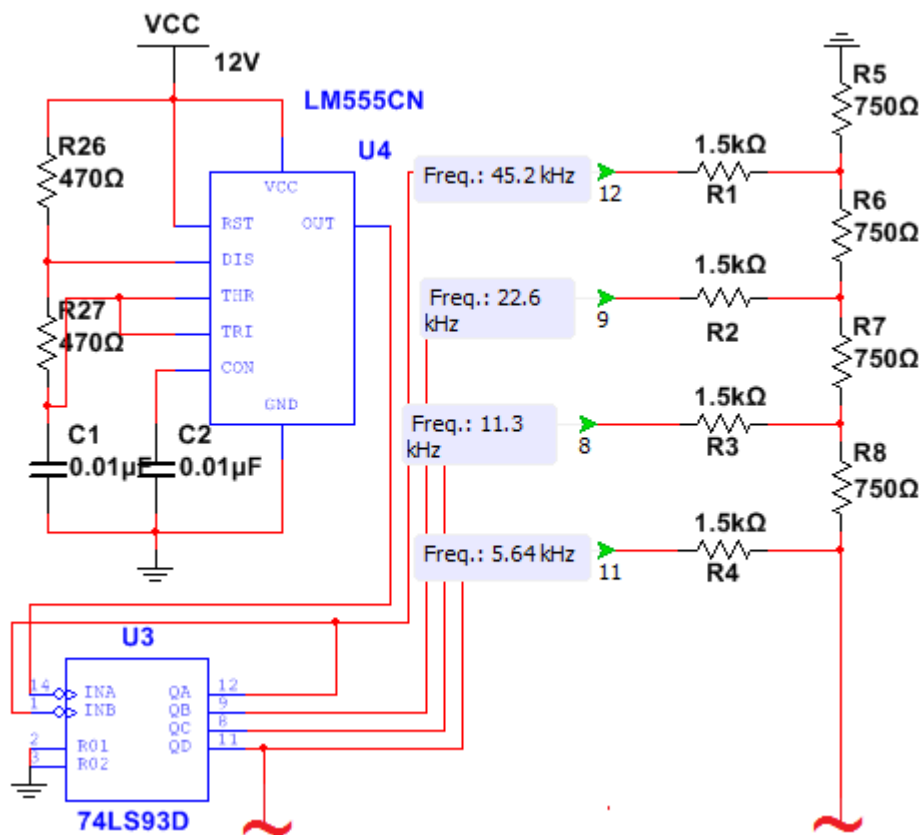 VCC
12V
LM555CN
U4
R26
470Ω
R27
470Ω
VCC
RST
OUT
DIS
THR
TRI
CON
GND
C1
0.01µF
C2
0.01µF
Freq.: 45.2 kHz
12
1.5kΩ
R1
R5
750Ω
R6
750Ω
Freq.: 22.6
kHz
9
1.5kΩ
R2
R7
750Ω
Freq.: 11.3
kHz
8
1.5kΩ
R3
R8
750Ω
Freq.: 5.64 kHz
11
1.5kΩ
R4
U3
14
INA
QA
12
1
INB
QB
9
QC
8
2
R01
QD
11
3
R02
74LS93D